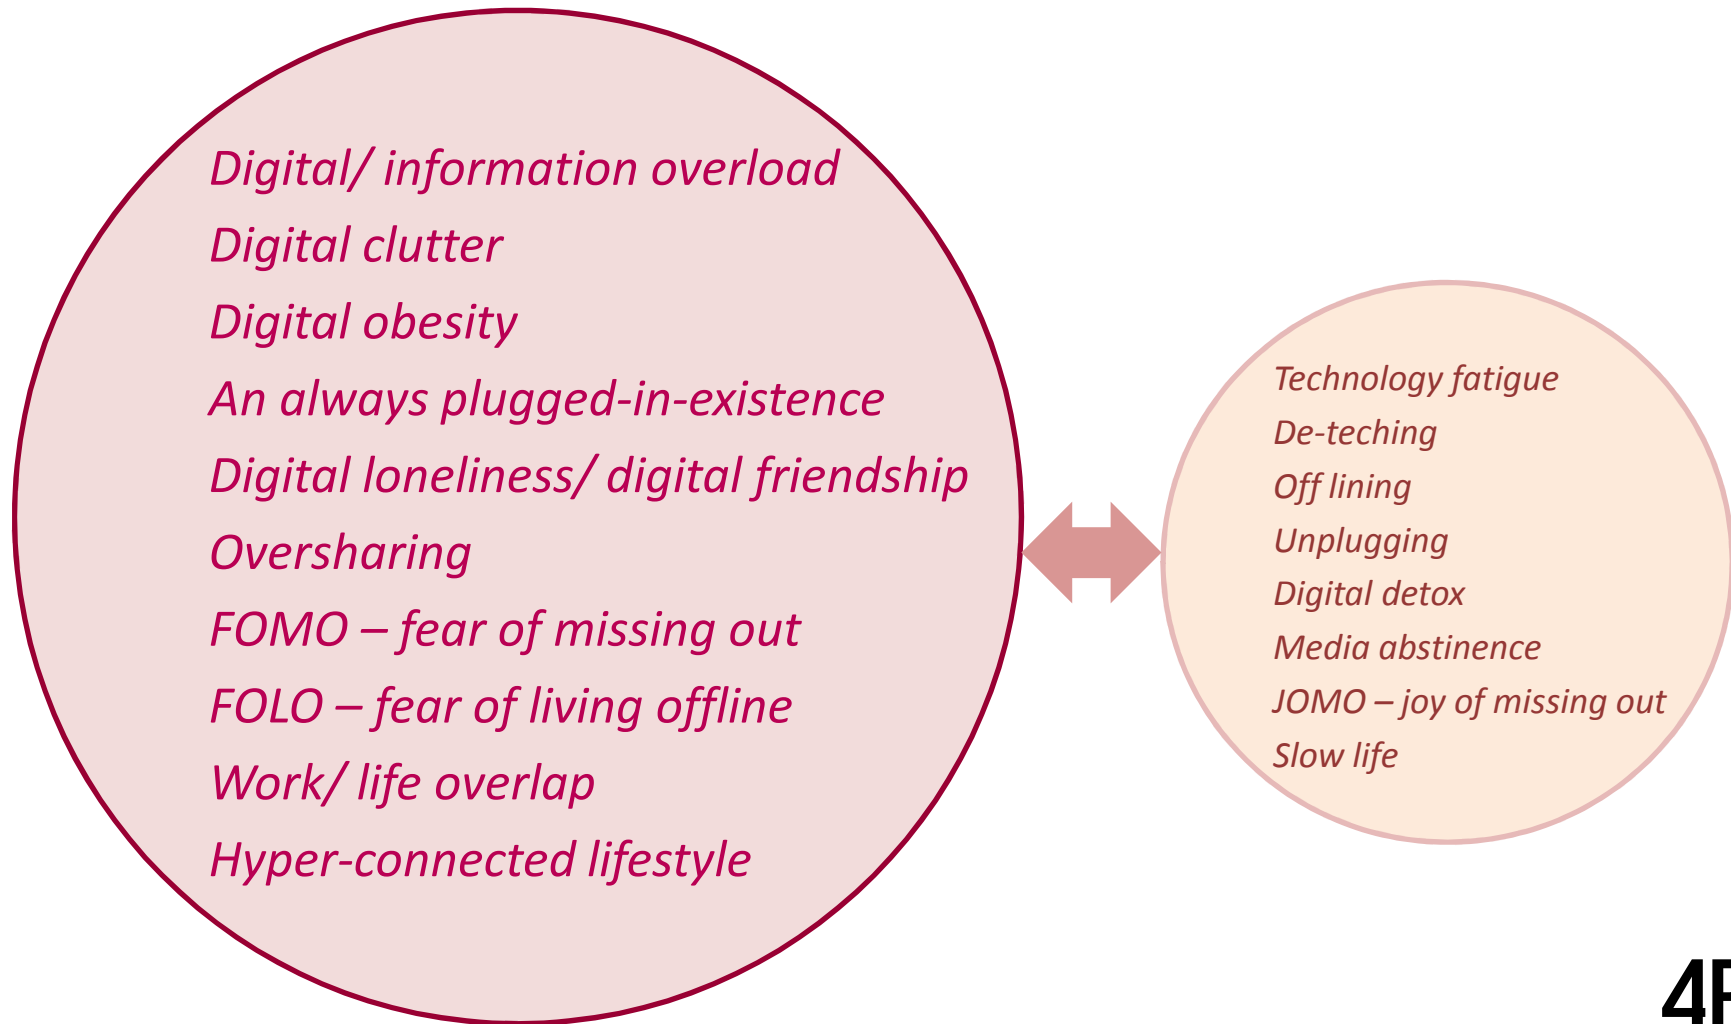 Digital/ information overload
Digital clutter
Digital obesity
An always plugged-in-existence
Digital loneliness/ digital friendship
Oversharing
FOMO – fear of missing out
FOLO – fear of living offline
Work/ life overlap
Hyper-connected lifestyle
Technology fatigue
De-teching
Off lining
Unplugging
Digital detox
Media abstinence
JOMO – joy of missing out
Slow life